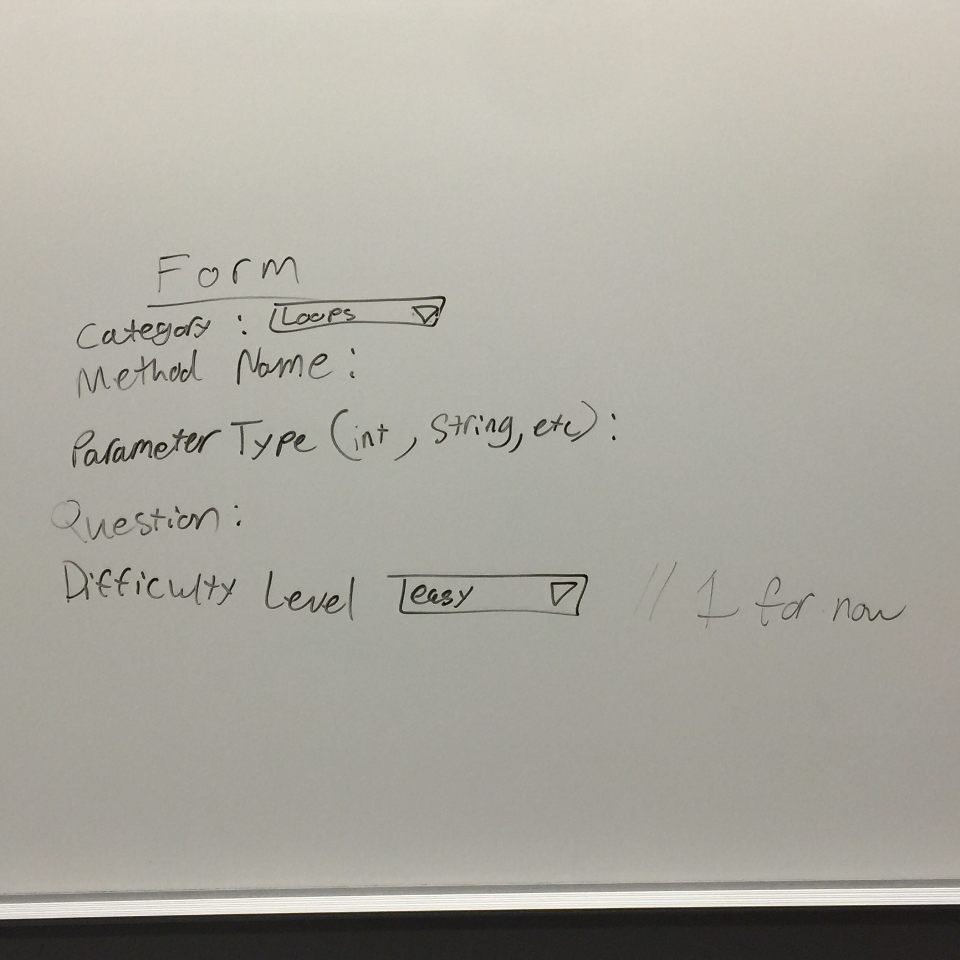 Form
Category : Loops
Method Name :
Parameter Type (int, String, etc) :
Question :
Difficulty Level easy // 1 for now